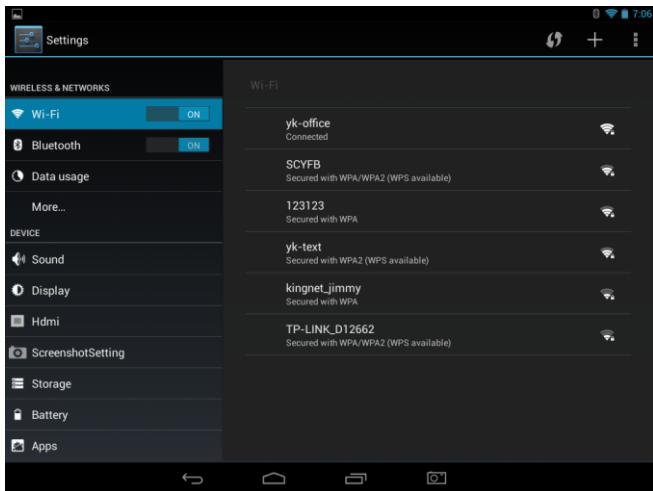 7:06
Settings
WIRELESS & NETWORKS
Wi-Fi ON
Bluetooth ON
Data usage
More...
DEVICE
Sound
Display
Hdmi
ScreenshotSetting
Storage
Battery
Apps
Wi-Fi
yk-office
Connected
SCYFB
Secured with WPA/WPA2 (WPS available)
123123
Secured with WPA
yk-text
Secured with WPA2 (WPS available)
kingnet_jimmy
Secured with WPA
TP-LINK_D12662
Secured with WPA/WPA2 (WPS available)